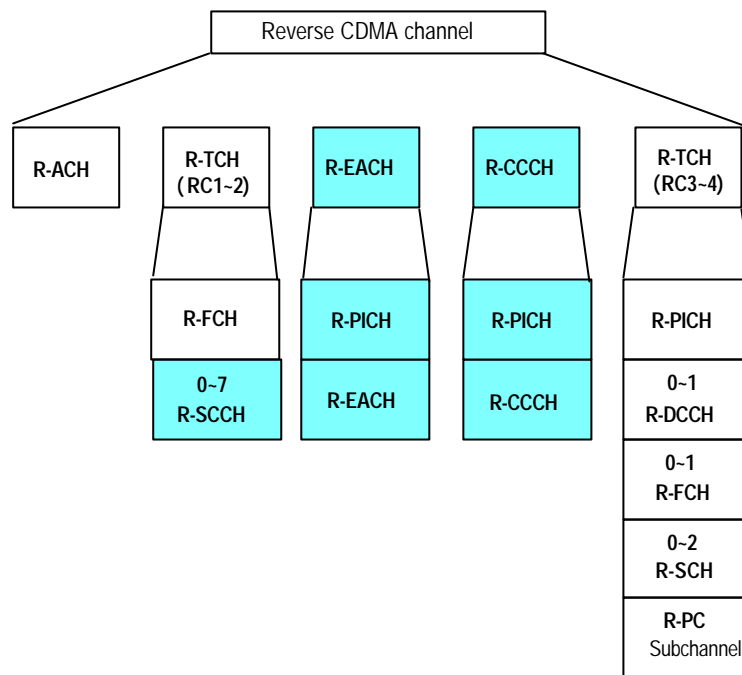 Reverse CDMA channel
R-ACH
R-TCH
(RC1~2)
R-EACH
R-CCCH
R-TCH
(RC3~4)
R-FCH
0~7
R-SCCH
R-PICH
R-EACH
R-PICH
R-CCCH
R-PICH
0~1
R-DCCH
0~1
R-FCH
0~2
R-SCH
R-PC
Subchannel